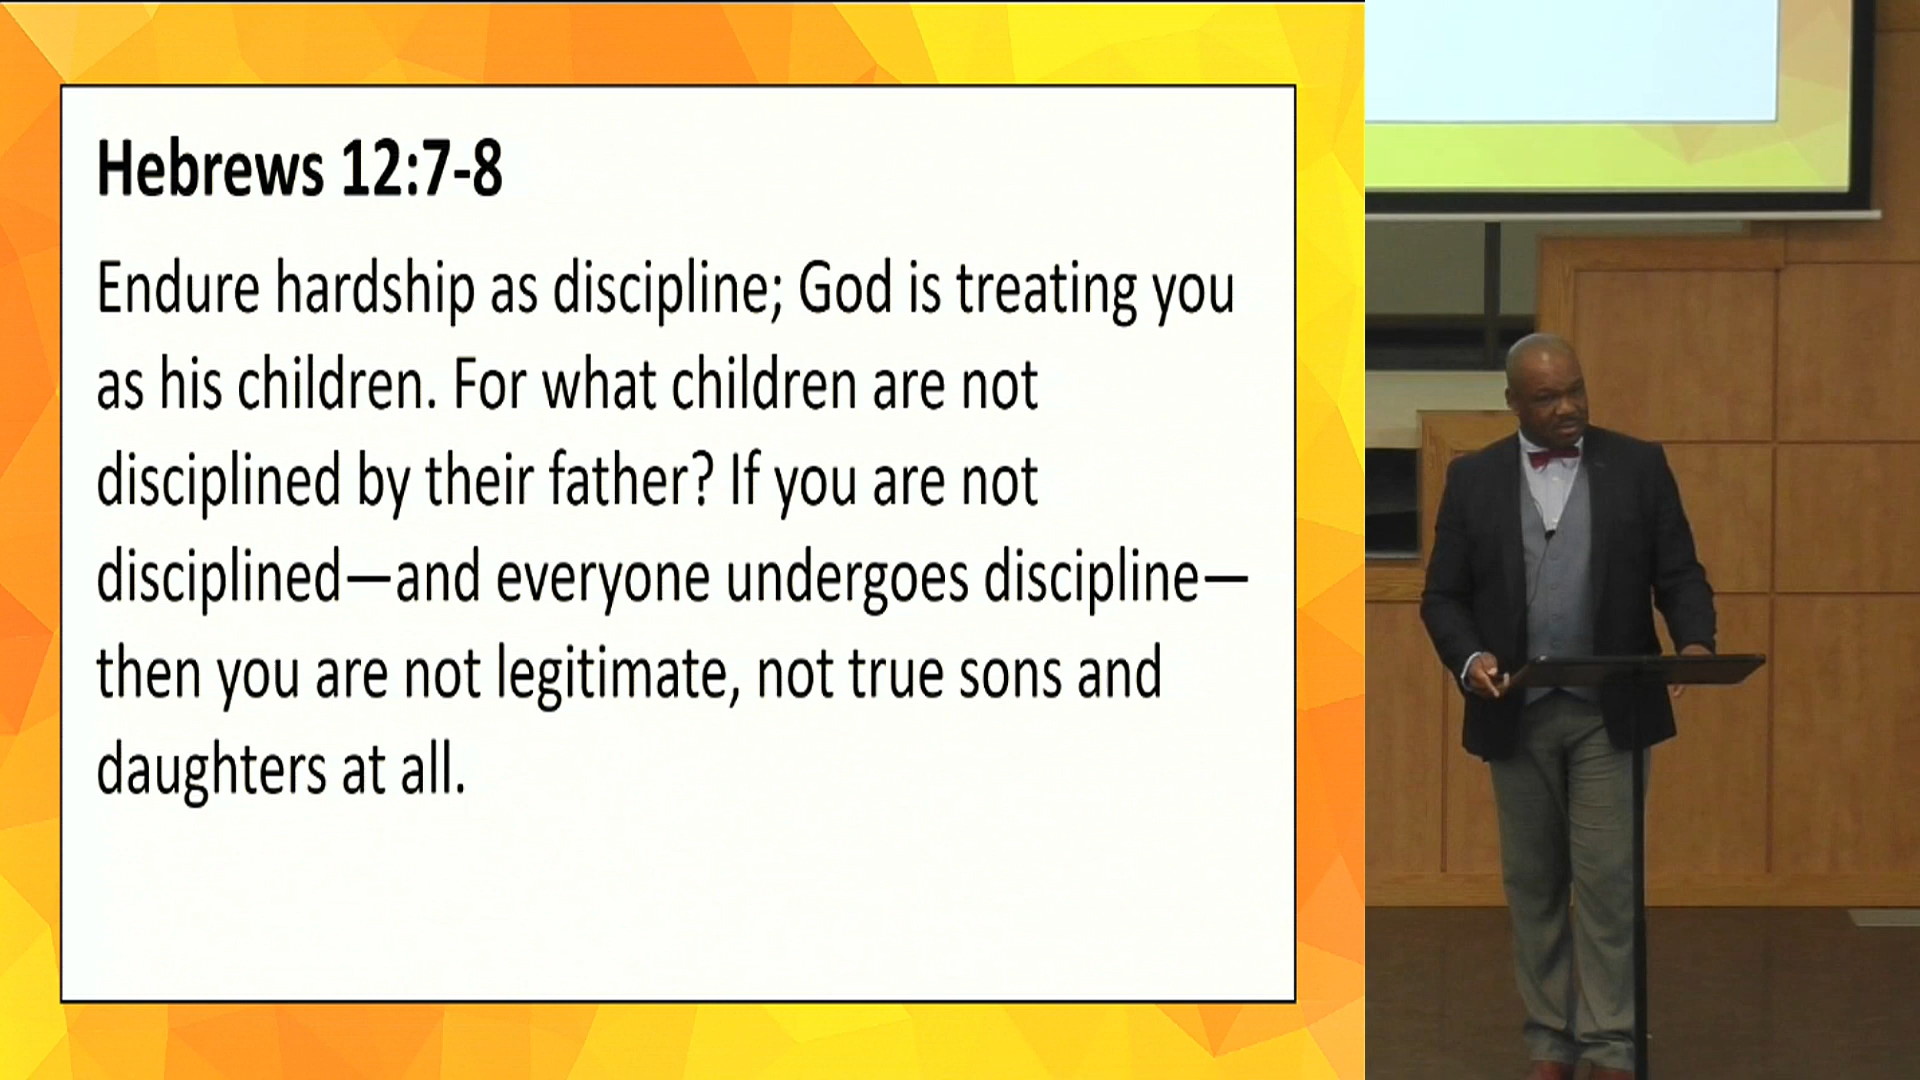 Hebrews 12:7-8
Endure hardship as discipline; God is treating you
as his children. For what children are not
disciplined by their father? If you are not
disciplined—and everyone undergoes discipline—
then you are not legitimate, not true sons and
daughters at all.